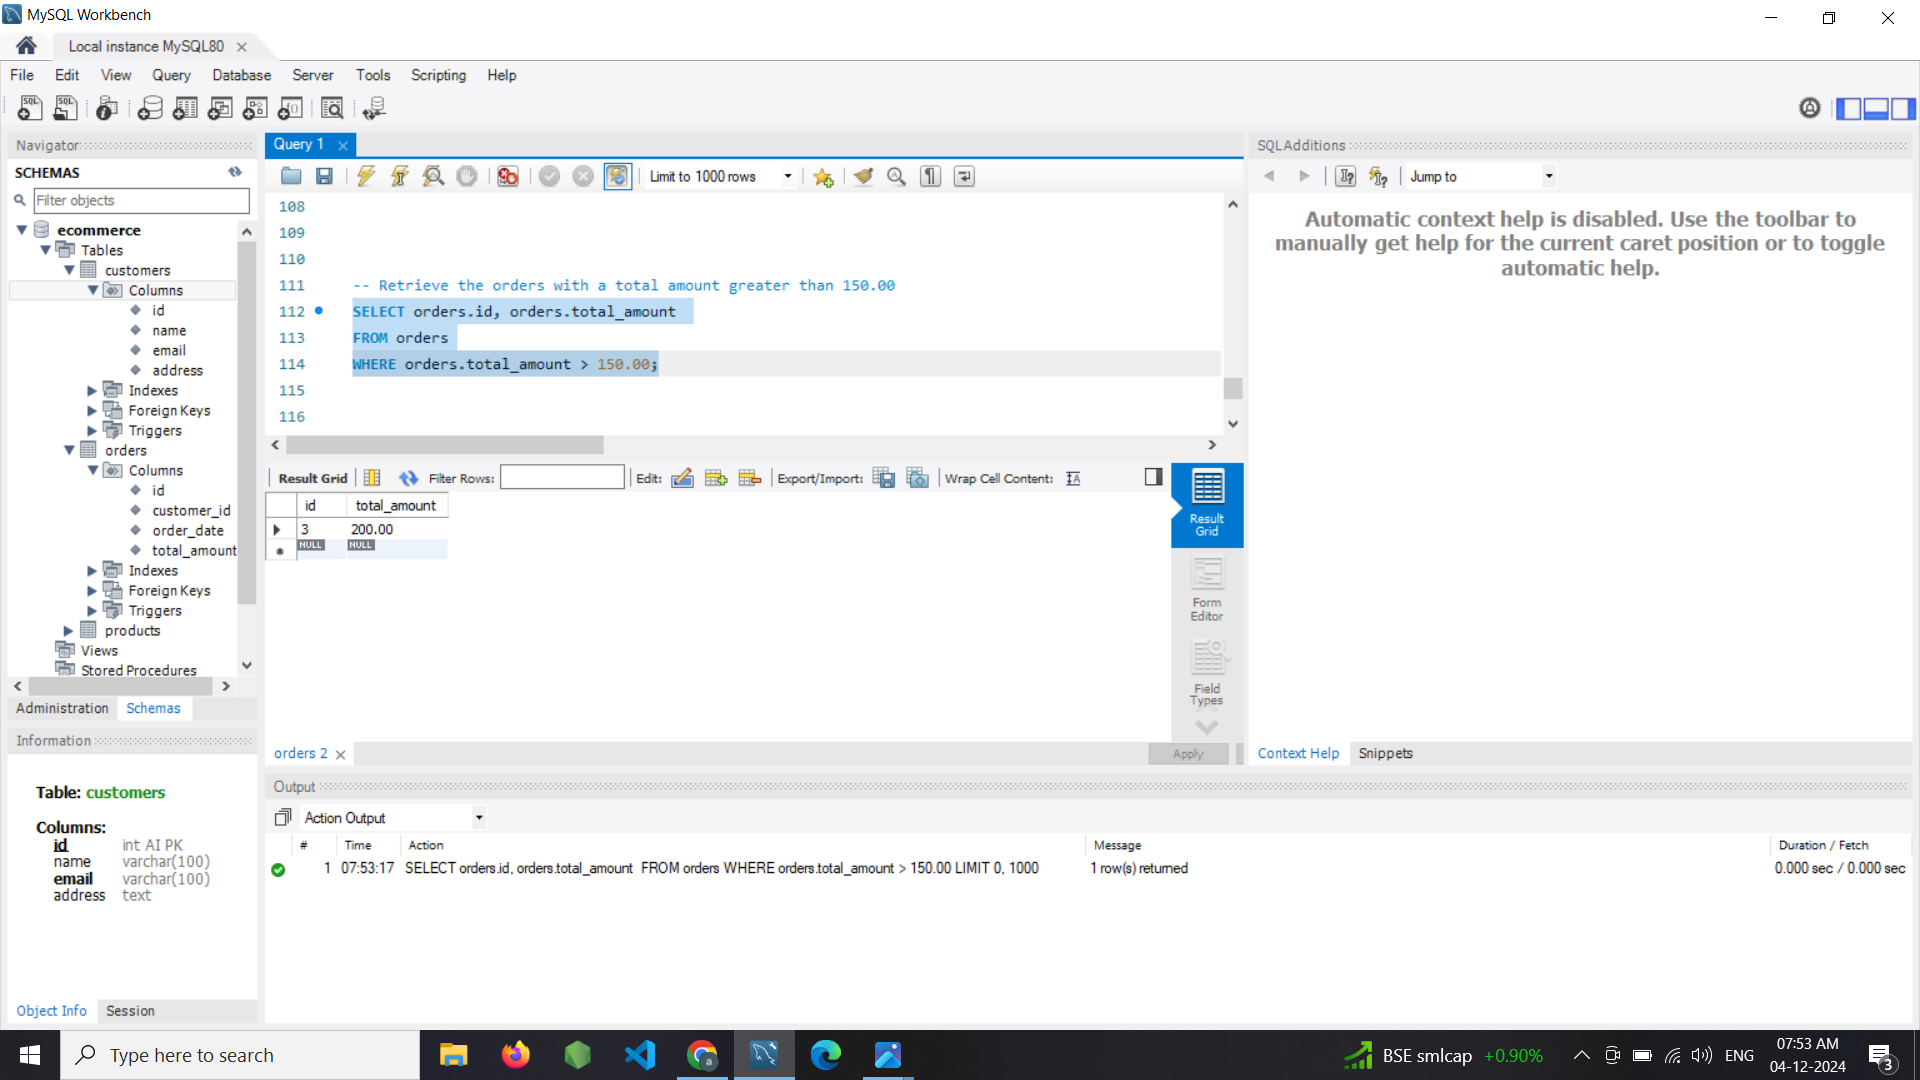 MySQL Workbench
Local instance MySQL80
File Edit View Query Database Server Tools Scripting Help
Navigator
SCHEMAS
Filter objects
ecommerce
Tables
customers
Columns
id
name
email
address
Indexes
Foreign Keys
Triggers
orders
Columns
id
customer_id
order_date
total_amount
Indexes
Foreign Keys
Triggers
products
Views
Stored Procedures
Administration Schemas
Information
Table: customers
Columns:
id int AI PK
name varchar(100)
email varchar(100)
address text
Object Info Session
Query 1
Limit to 1000 rows
108
109
110
111 -- Retrieve the orders with a total amount greater than 150.00
112 SELECT orders.id, orders.total_amount
113 FROM orders
114 WHERE orders.total_amount > 150.00;
115
116
Result Grid Filter Rows: Edit: Export/Import: Wrap Cell Content:
id total_amount
3 200.00
NULL NULL
Result Grid
Form Editor
Field Types
orders 2
Apply
SQLAdditions
Jump to
Automatic context help is disabled. Use the toolbar to
manually get help for the current caret position or to toggle
automatic help.
Context Help Snippets
Output
Action Output
# Time Action Message Duration / Fetch
1 07:53:17 SELECT orders.id, orders.total_amount FROM orders WHERE orders.total_amount > 150.00 LIMIT 0, 1000 1 row(s) returned 0.000 sec / 0.000 sec
Type here to search
BSE smlcap +0.90%
ENG
07:53 AM
04-12-2024
3